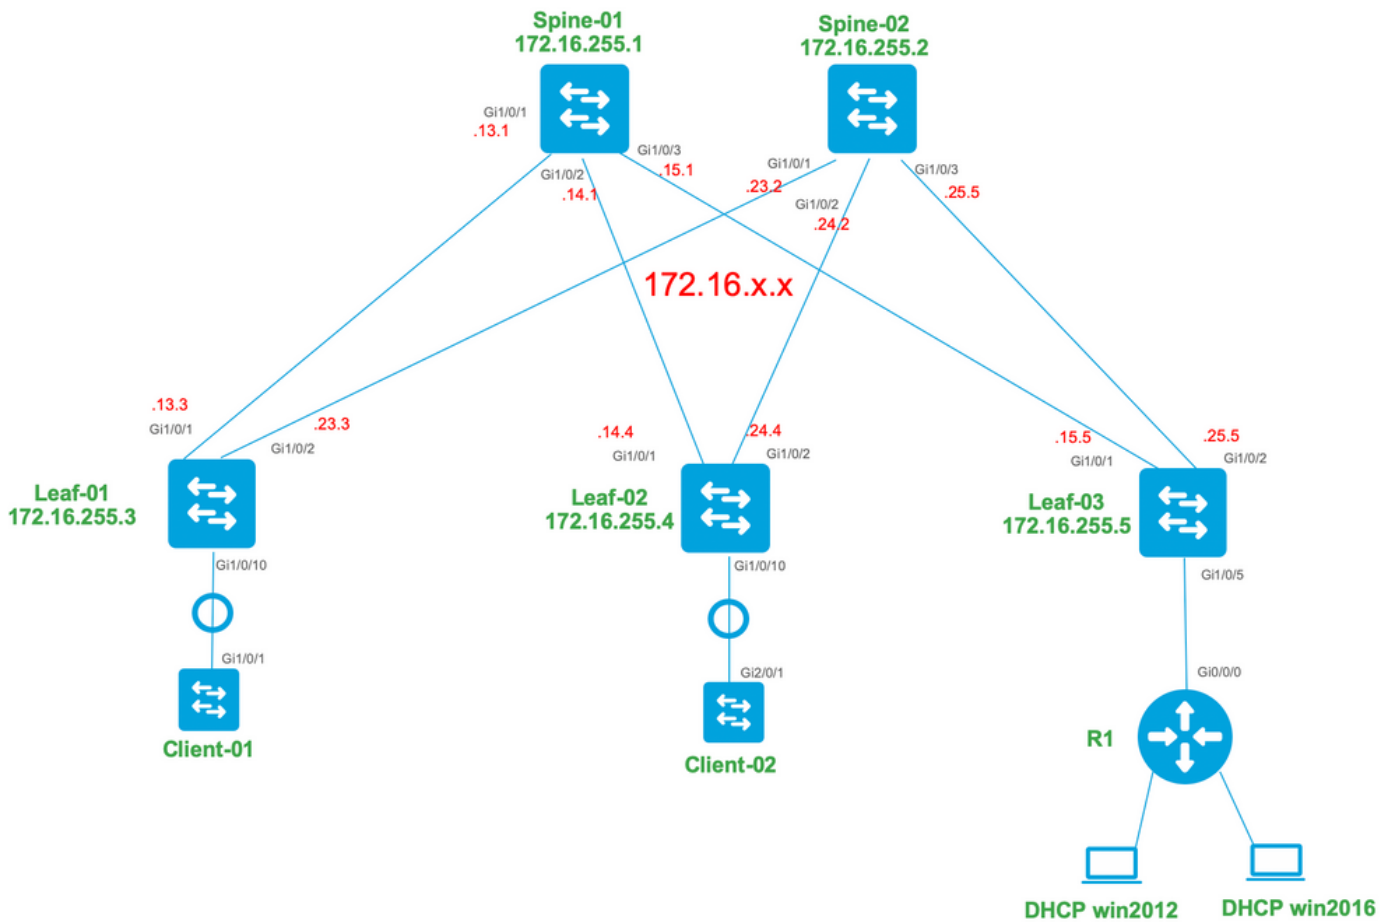 Spine-01
172.16.255.1
Spine-02
172.16.255.2
Gi1/0/1
.13.1
Gi1/0/2
.14.1
Gi1/0/3
.15.1
Gi1/0/1
.23.2
Gi1/0/2
.24.2
Gi1/0/3
.25.5
172.16.x.x
.13.3
Gi1/0/1
.23.3
Gi1/0/2
.14.4
Gi1/0/1
.24.4
Gi1/0/2
.15.5
Gi1/0/1
.25.5
Gi1/0/2
Leaf-01
172.16.255.3
Leaf-02
172.16.255.4
Leaf-03
172.16.255.5
Gi1/0/10
Gi1/0/10
Gi1/0/5
Gi1/0/1
Gi2/0/1
Gi0/0/0
Client-01
Client-02
R1
DHCP win2012
DHCP win2016